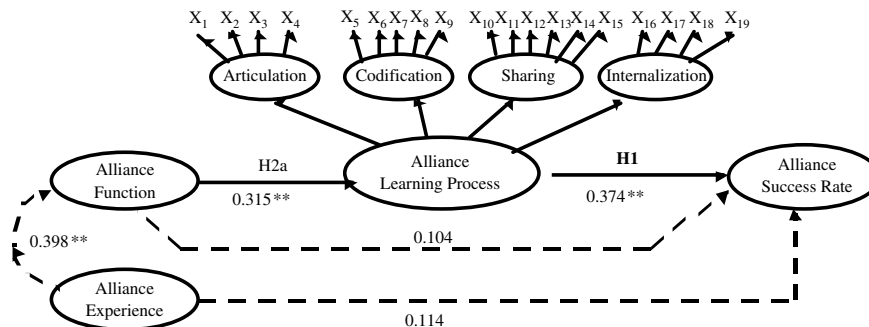 X₁ X₂ X₃ X₄ X₅ X₆ X₇ X₈ X₉ X₁₀ X₁₁ X₁₂ X₁₃ X₁₄ X₁₅ X₁₆ X₁₇ X₁₈ X₁₉
Articulation Codification Sharing Internalization
Alliance
Function
H2a
0.315**
Alliance
Learning Process
H1
0.374**
Alliance
Success Rate
0.398**
0.104
Alliance
Experience
0.114